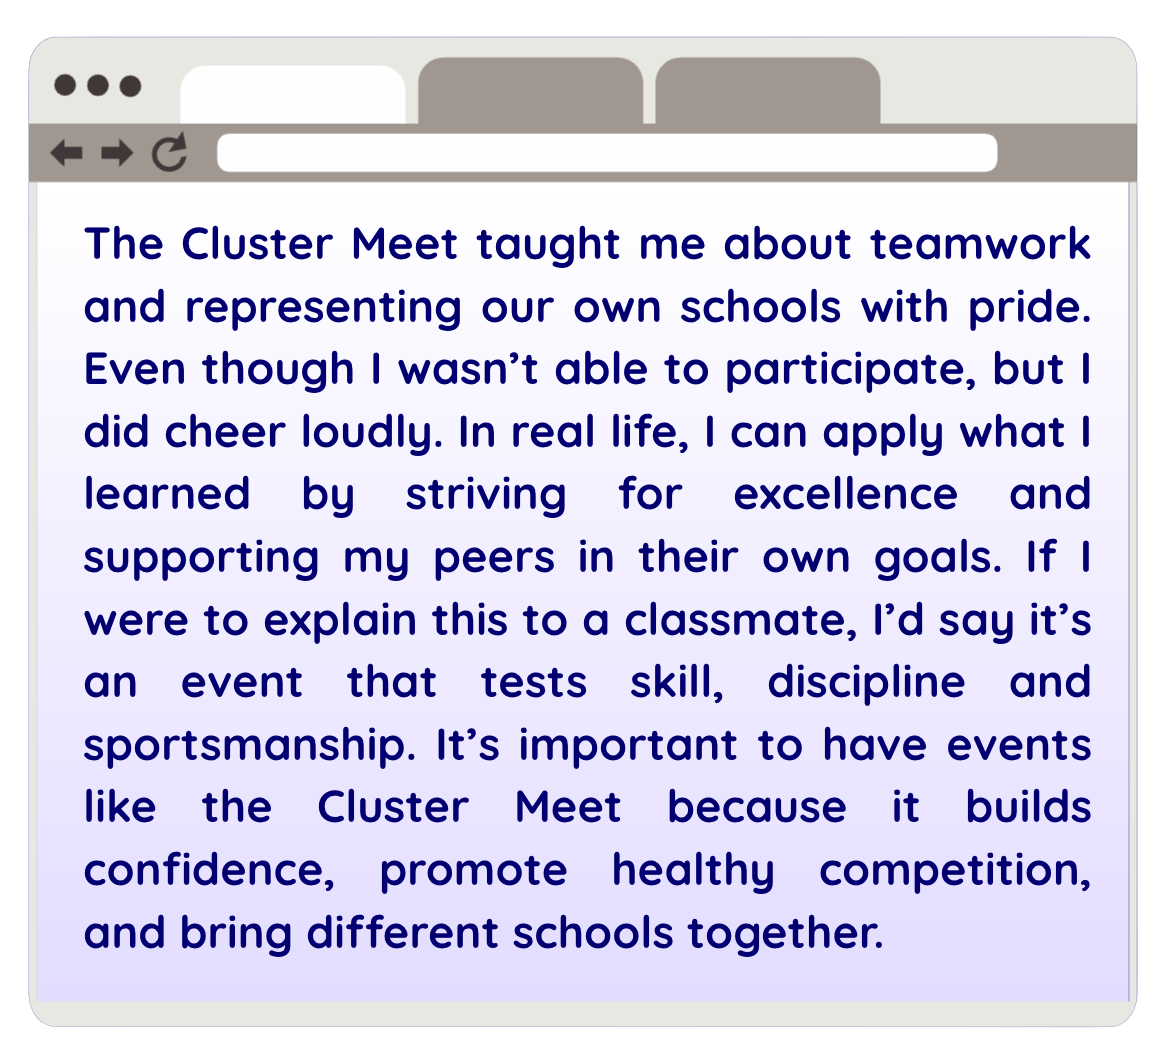 The Cluster Meet taught me about teamwork
and representing our own schools with pride.
Even though I wasn’t able to participate, but I
did cheer loudly. In real life, I can apply what I
learned by striving for excellence and
supporting my peers in their own goals. If I
were to explain this to a classmate, I’d say it’s
an event that tests skill, discipline and
sportsmanship. It’s important to have events
like the Cluster Meet because it builds
confidence, promote healthy competition,
and bring different schools together.